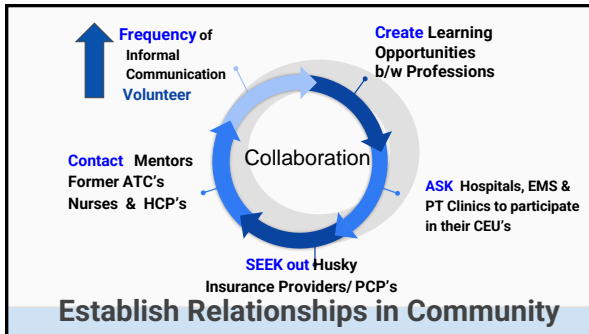 Frequency of
Informal
Communication
Volunteer
Create Learning
Opportunities
b/w Professions
Collaboration
Contact Mentors
Former ATC's
Nurses & HCP's
ASK Hospitals, EMS &
PT Clinics to participate
in their CEU's
SEEK out Husky
Insurance Providers/ PCP's
Establish Relationships in Community